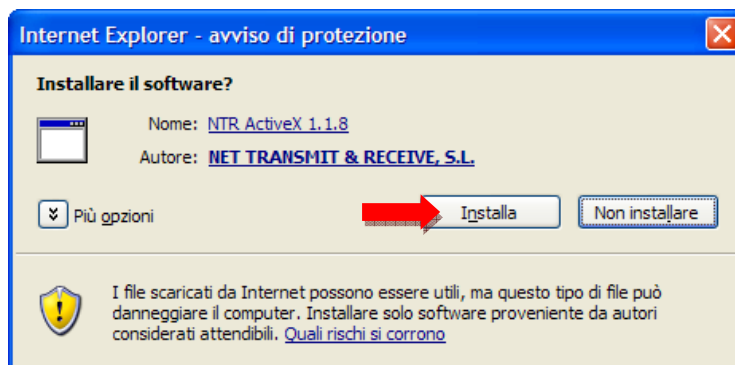 Internet Explorer - avviso di protezione
Installare il software?
Nome: NTR ActiveX 1.1.8
Autore: NET TRANSMIT & RECEIVE, S.L.
Più opzioni Installa Non installare
I file scaricati da Internet possono essere utili, ma questo tipo di file può
danneggiare il computer. Installare solo software proveniente da autori
considerati attendibili. Quali rischi si corrono